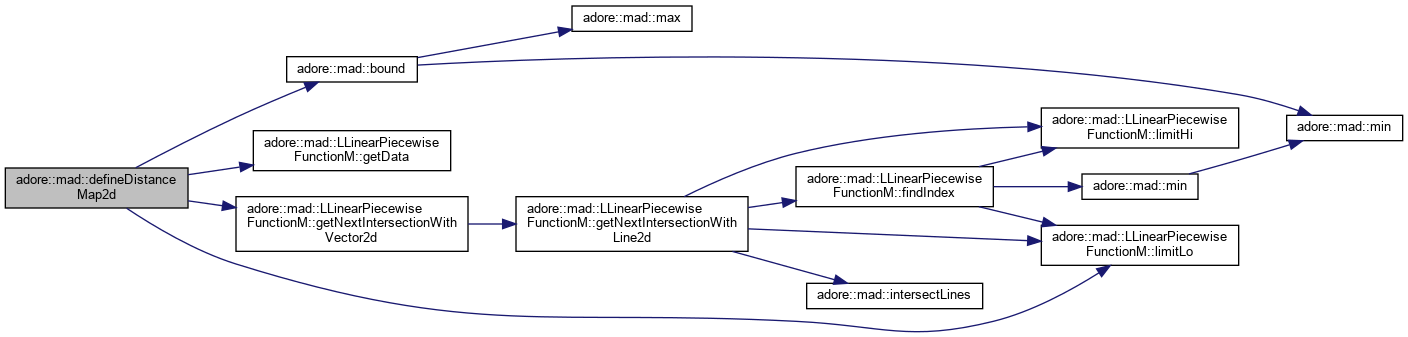 adore::mad::defineDistance
Map2d
adore::mad::bound
adore::mad::max
adore::mad::min
adore::mad::LLinearPiecewise
FunctionM::getData
adore::mad::LLinearPiecewise
FunctionM::getNextIntersectionWith
Vector2d
adore::mad::LLinearPiecewise
FunctionM::getNextIntersectionWith
Line2d
adore::mad::LLinearPiecewise
FunctionM::findIndex
adore::mad::LLinearPiecewise
FunctionM::limitHi
adore::mad::min
adore::mad::LLinearPiecewise
FunctionM::limitLo
adore::mad::intersectLines